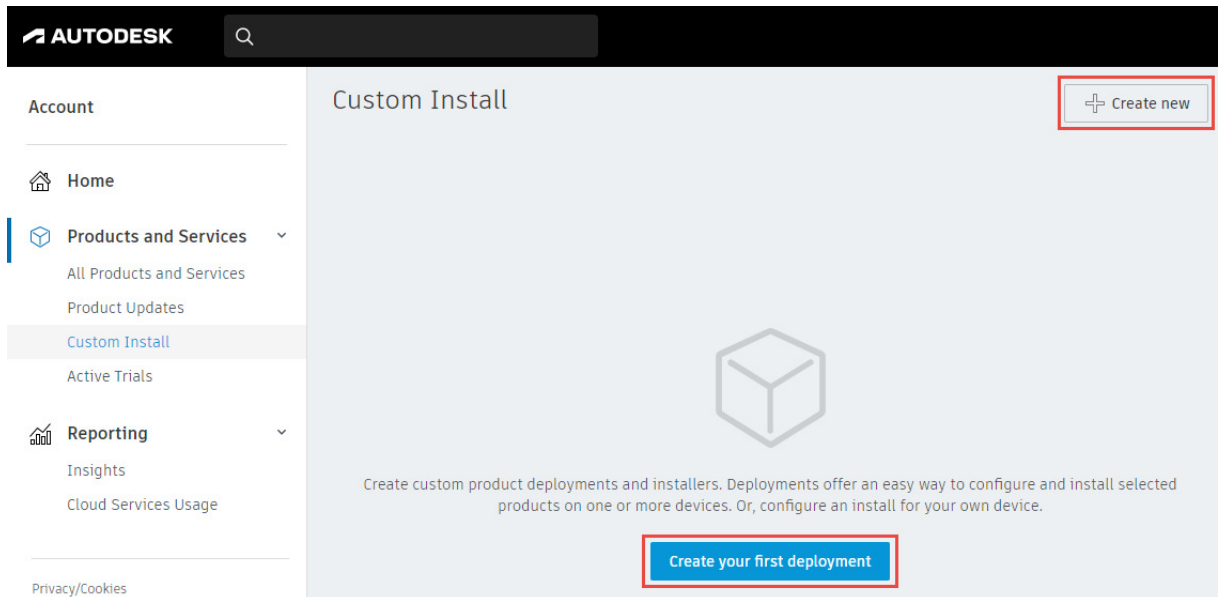 AUTODESK
Account
Home
Products and Services
All Products and Services
Product Updates
Custom Install
Active Trials
Reporting
Insights
Cloud Services Usage
Privacy/Cookies
Custom Install
Create new
Create custom product deployments and installers. Deployments offer an easy way to configure and install selected
products on one or more devices. Or, configure an install for your own device.
Create your first deployment